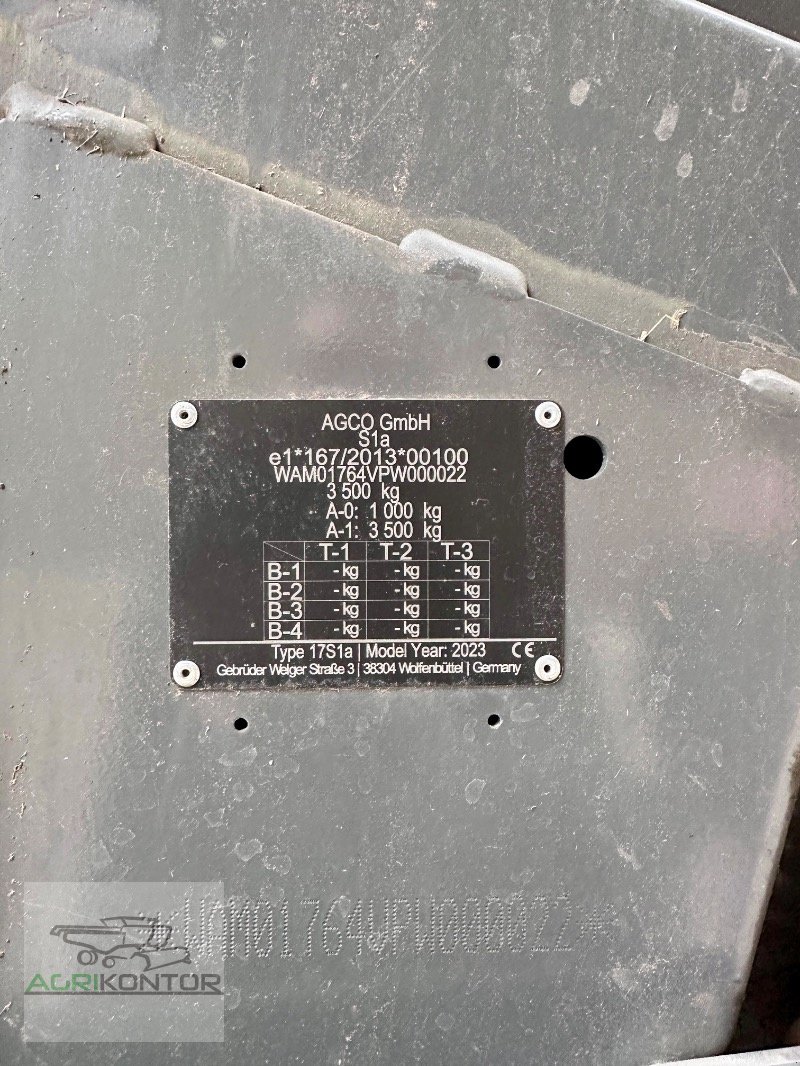 AGCO GmbH
S1a
e1*167/2013*00100
WAM01764VPW000022
3 500 kg
A-0: 1 000 kg
A-1: 3 500 kg
T-1 T-2 T-3
B-1 - kg - kg - kg
B-2 - kg - kg - kg
B-3 - kg - kg - kg
B-4 - kg - kg - kg
Type 17S1a | Model Year: 2023 CE
Gebrüder Welger Straße 3 | 38304 Wolfenbüttel | Germany
*WAM01764VPW000022*
AGRIKONTOR